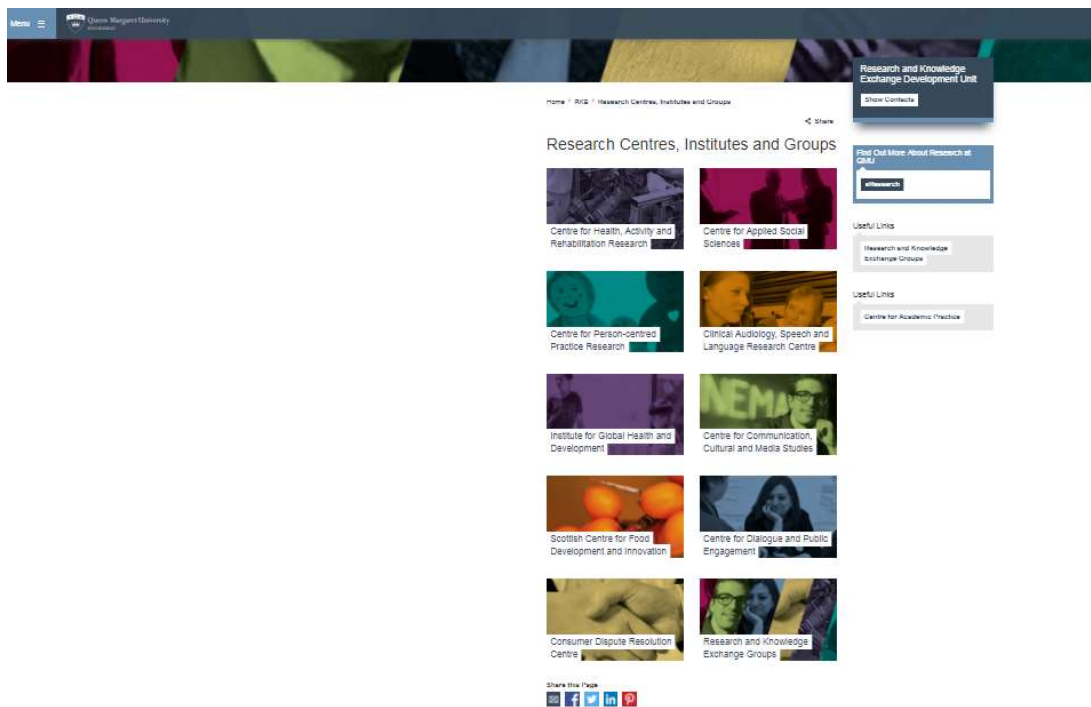 Menu
Queen Margaret University
Research and Knowledge
Exchange Development Unit
Show Contacts
Home
RKE
Research Centres, Institutes and Groups
Share
Research Centres, Institutes and Groups
Find Out More About Research at
QMU
eResearch
Centre for Health, Activity and
Rehabilitation Research
Centre for Applied Social
Sciences
Useful Links
Research and Knowledge
Exchange Groups
Centre for Person-centred
Practice Research
Clinical Audiology, Speech and
Language Research Centre
Useful Links
Centre for Academic Practice
Institute for Global Health and
Development
NEMA
Centre for Communication,
Cultural and Media Studies
Scottish Centre for Food
Development and Innovation
Centre for Dialogue and Public
Engagement
Consumer Dispute Resolution
Centre
Research and Knowledge
Exchange Groups
Share this Page